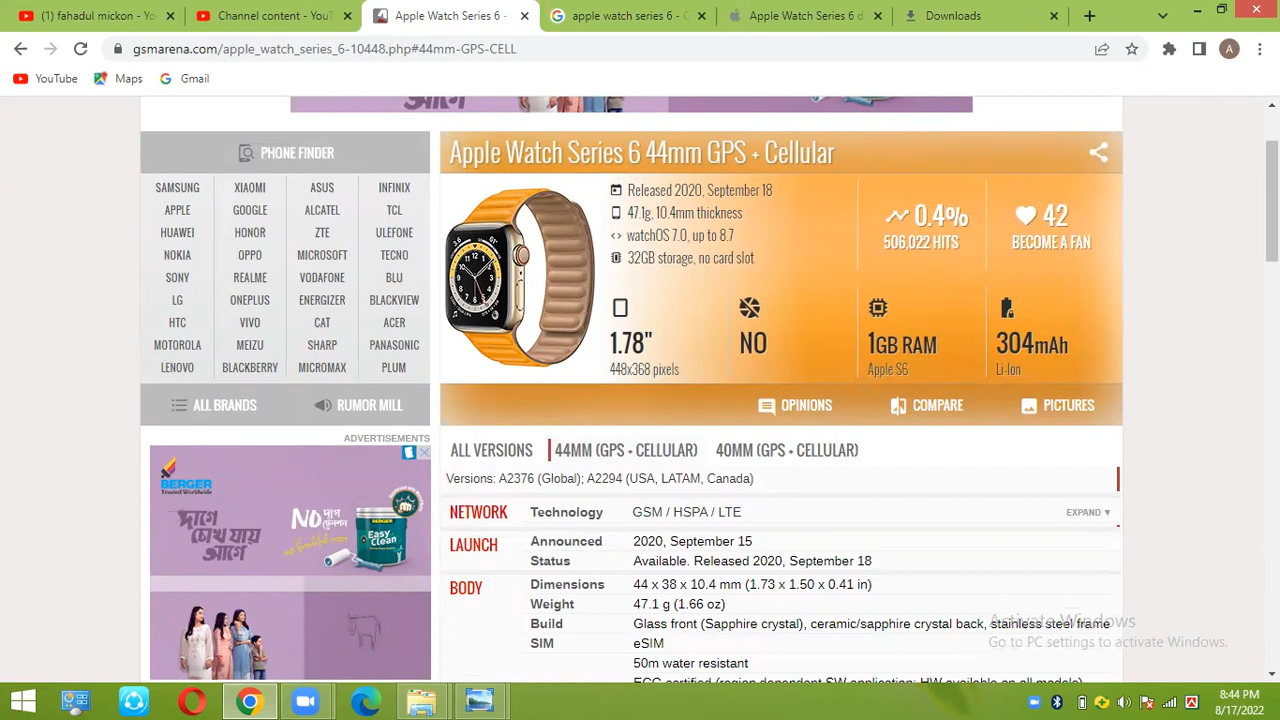 (1) fahadul mickon - YouT
Channel content - YouT
Apple Watch Series 6 -
apple watch series 6 - G
Apple Watch Series 6 d
Downloads
gsmarena.com/apple_watch_series_6-10448.php#44mm-GPS-CELL
A
YouTube
Maps
Gmail
PHONE FINDER
SAMSUNG XIAOMI ASUS INFINIX
APPLE GOOGLE ALCATEL TCL
HUAWEI HONOR ZTE ULEFONE
NOKIA OPPO MICROSOFT TECNO
SONY REALME VODAFONE BLU
LG ONEPLUS ENERGIZER BLACKVIEW
HTC VIVO CAT ACER
MOTOROLA MEIZU SHARP PANASONIC
LENOVO BLACKBERRY MICROMAX PLUM
ALL BRANDS RUMOR MILL
ADVERTISEMENTS
BERGER
Trusted Worldwide
দাগে
চোখ যায়
আগে
NO দাগ
টেনশন
BERGER
Easy
Clean
Apple Watch Series 6 44mm GPS + Cellular
Released 2020, September 18
47.1g, 10.4mm thickness
watchOS 7.0, up to 8.7
32GB storage, no card slot
0.4%
506,022 HITS
42
BECOME A FAN
1.78"
448x368 pixels
NO
1GB RAM
Apple S6
304mAh
Li-Ion
OPINIONS COMPARE PICTURES
ALL VERSIONS 44MM (GPS + CELLULAR) 40MM (GPS + CELLULAR)
Versions: A2376 (Global); A2294 (USA, LATAM, Canada)
NETWORK Technology GSM / HSPA / LTE EXPAND ▼
LAUNCH Announced 2020, September 15
Status Available. Released 2020, September 18
BODY Dimensions 44 x 38 x 10.4 mm (1.73 x 1.50 x 0.41 in)
Weight 47.1 g (1.66 oz)
Build Glass front (Sapphire crystal), ceramic/sapphire crystal back, stainless steel frame
SIM eSIM
50m water resistant
ECG certified (region dependent SW application; HW available on all models)
Activate Windows
Go to PC settings to activate Windows.
8:44 PM
8/17/2022